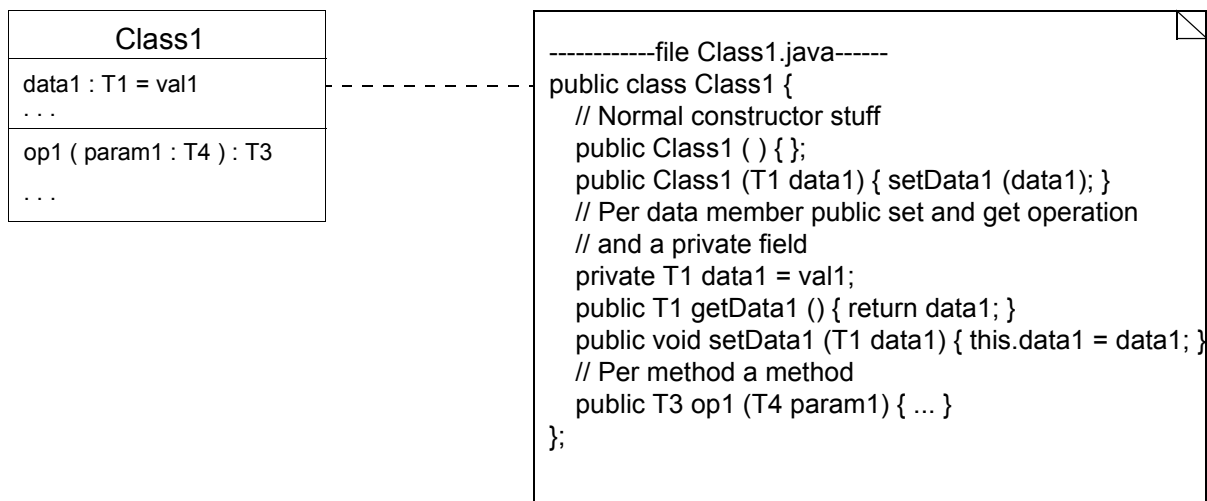 Class1
data1 : T1 = val1
. . .
op1 ( param1 : T4 ) : T3
. . .
------------file Class1.java------
public class Class1 {
// Normal constructor stuff
public Class1 ( ) { };
public Class1 (T1 data1) { setData1 (data1); }
// Per data member public set and get operation
// and a private field
private T1 data1 = val1;
public T1 getData1 () { return data1; }
public void setData1 (T1 data1) { this.data1 = data1; }
// Per method a method
public T3 op1 (T4 param1) { ... }
};